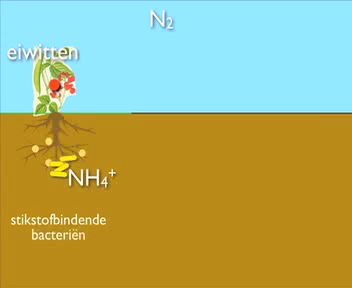 N₂
eiwitten
NH₄⁺
stikstofbindende
bacteriën